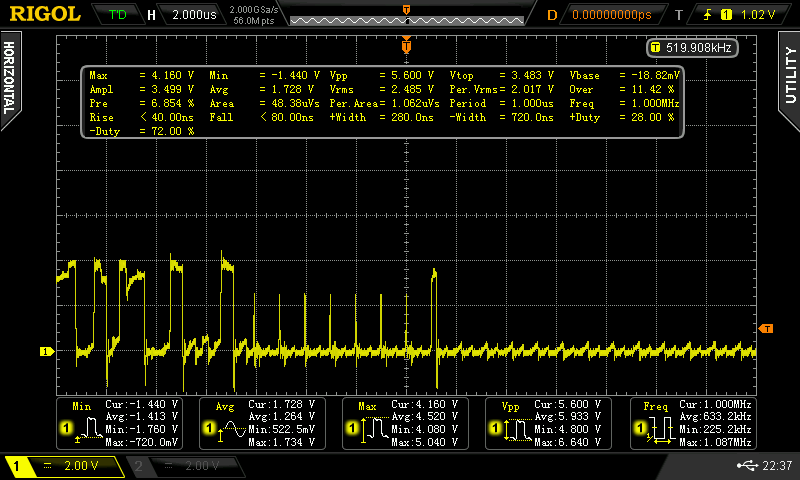 RIGOL T'D H 2.000us 2.000GSa/s 56.0M pts D 0.00000000ps T 1 1.02 V
HORIZONTAL
UTILITY
T 519.908kHz
Max = 4.160 V Min = -1.440 V Vpp = 5.600 V Vtop = 3.483 V Vbase = -18.82mV
Ampl = 3.499 V Avg = 1.728 V Vrms = 2.485 V Per.Vrms= 2.017 V Over = 11.42 %
Pre = 6.854 % Area = 48.38uVs Per.Area= 1.062uVs Period = 1.000us Freq = 1.000MHz
Rise < 40.00ns Fall < 80.00ns +Width = 280.0ns -Width = 720.0ns +Duty = 28.00 %
-Duty = 72.00 %
T
T
1
Min Cur:-1.440 V
Avg:-1.413 V
1 Min:-1.760 V
Max:-720.0mV
Avg Cur:1.728 V
Avg:1.264 V
1 Min:522.5mV
Max:1.734 V
Max Cur:4.160 V
Avg:4.520 V
1 Min:4.080 V
Max:5.040 V
Vpp Cur:5.600 V
Avg:5.933 V
1 Min:4.800 V
Max:6.640 V
Freq Cur:1.000MHz
Avg:633.2kHz
1 Min:225.2kHz
Max:1.087MHz
1 = 2.00 V 2 = 2.00 V 22:37